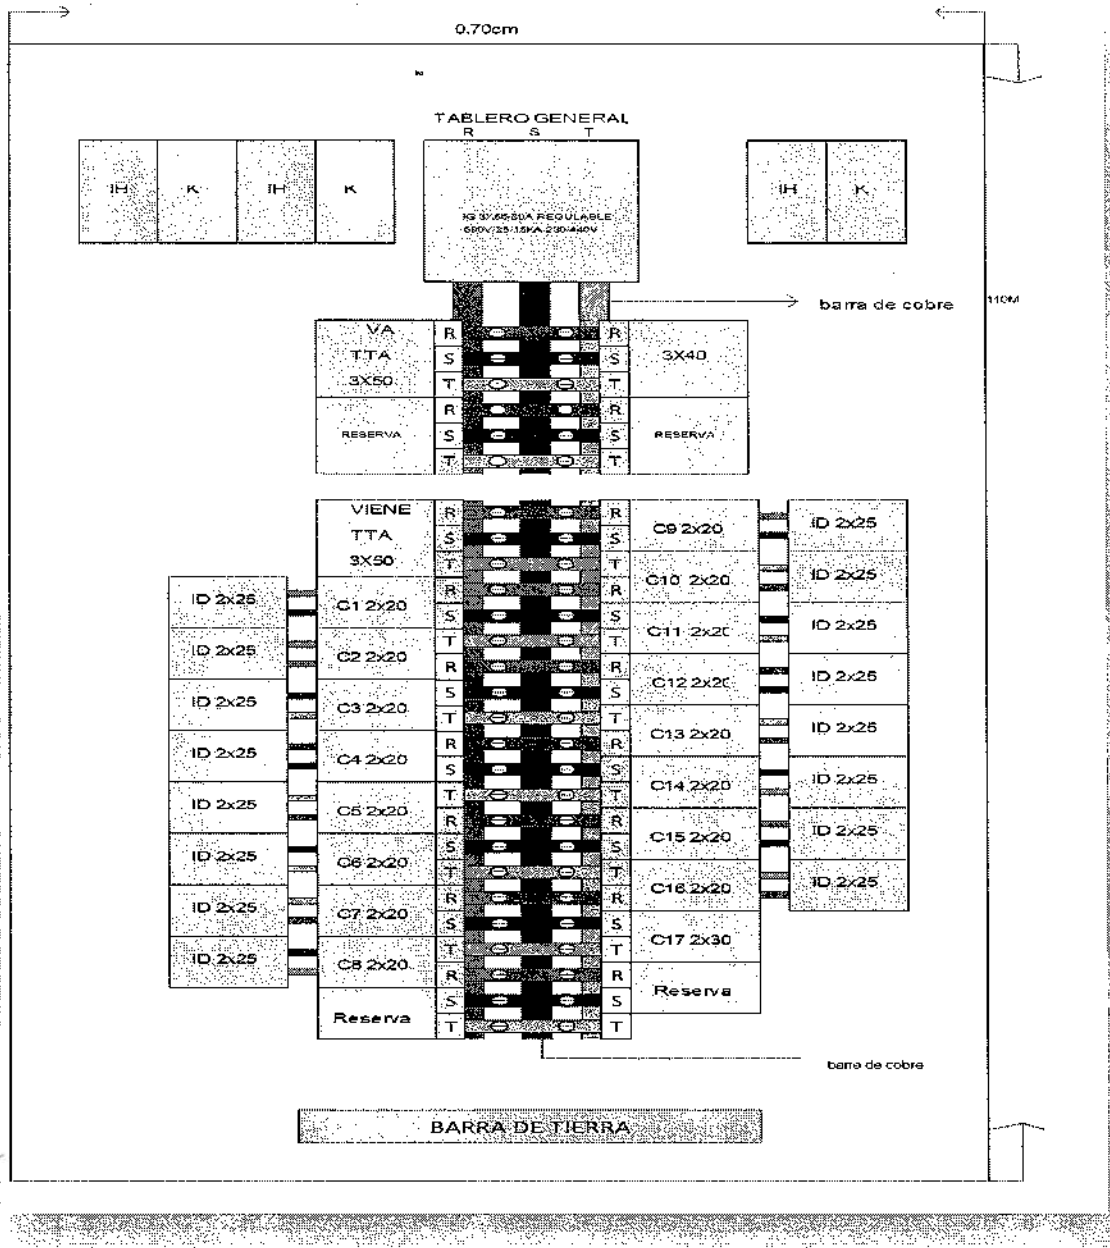 0.70cm
TABLERO GENERAL
R S T
IH K IH K
IH K
REGULABLE
barra de cobre
110M
VA
TTA
3X50
R
S
T
R
S
T
3X40
RESERVA
R
S
T
RESERVA
R
S
T
RESERVA
VIENE
TTA
3X50
R
S
T
R
S
T
C9 2x20 ID 2x25
C10 2x20 ID 2x25
ID 2x25 C1 2x20
R
S
T
R
S
T
C11 2x20 ID 2x25
ID 2x25 C2 2x20
C12 2x20 ID 2x25
ID 2x25 C3 2x20
R
S
T
R
S
T
C13 2x20 ID 2x25
ID 2x25 C4 2x20
R
S
T
R
S
T
C14 2x20 ID 2x25
ID 2x25 C5 2x20
C15 2x20 ID 2x25
ID 2x25 C6 2x20
R
S
T
R
S
T
C16 2x20 ID 2x25
ID 2x25 C7 2x20
R
S
T
R
S
T
C17 2x30
ID 2x25 C8 2x20
Reserva
R
S
T
R
S
T
Reserva
barra de cobre
BARRA DE TIERRA